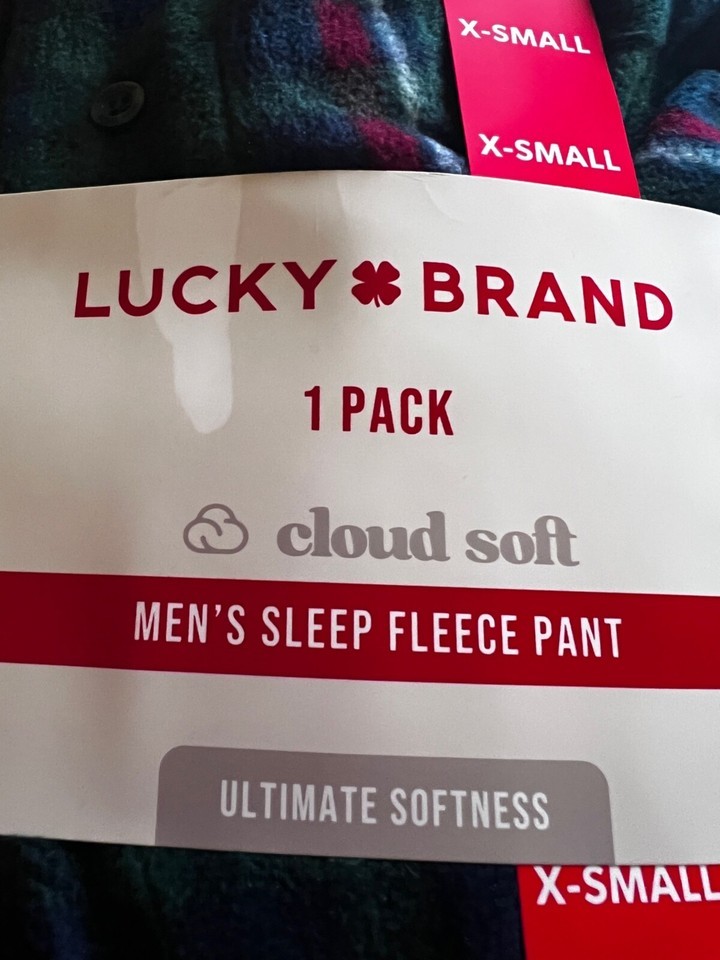 X-SMALL
X-SMALL
LUCKY BRAND
1 PACK
cloud soft
MEN'S SLEEP FLEECE PANT
ULTIMATE SOFTNESS
X-SMALL